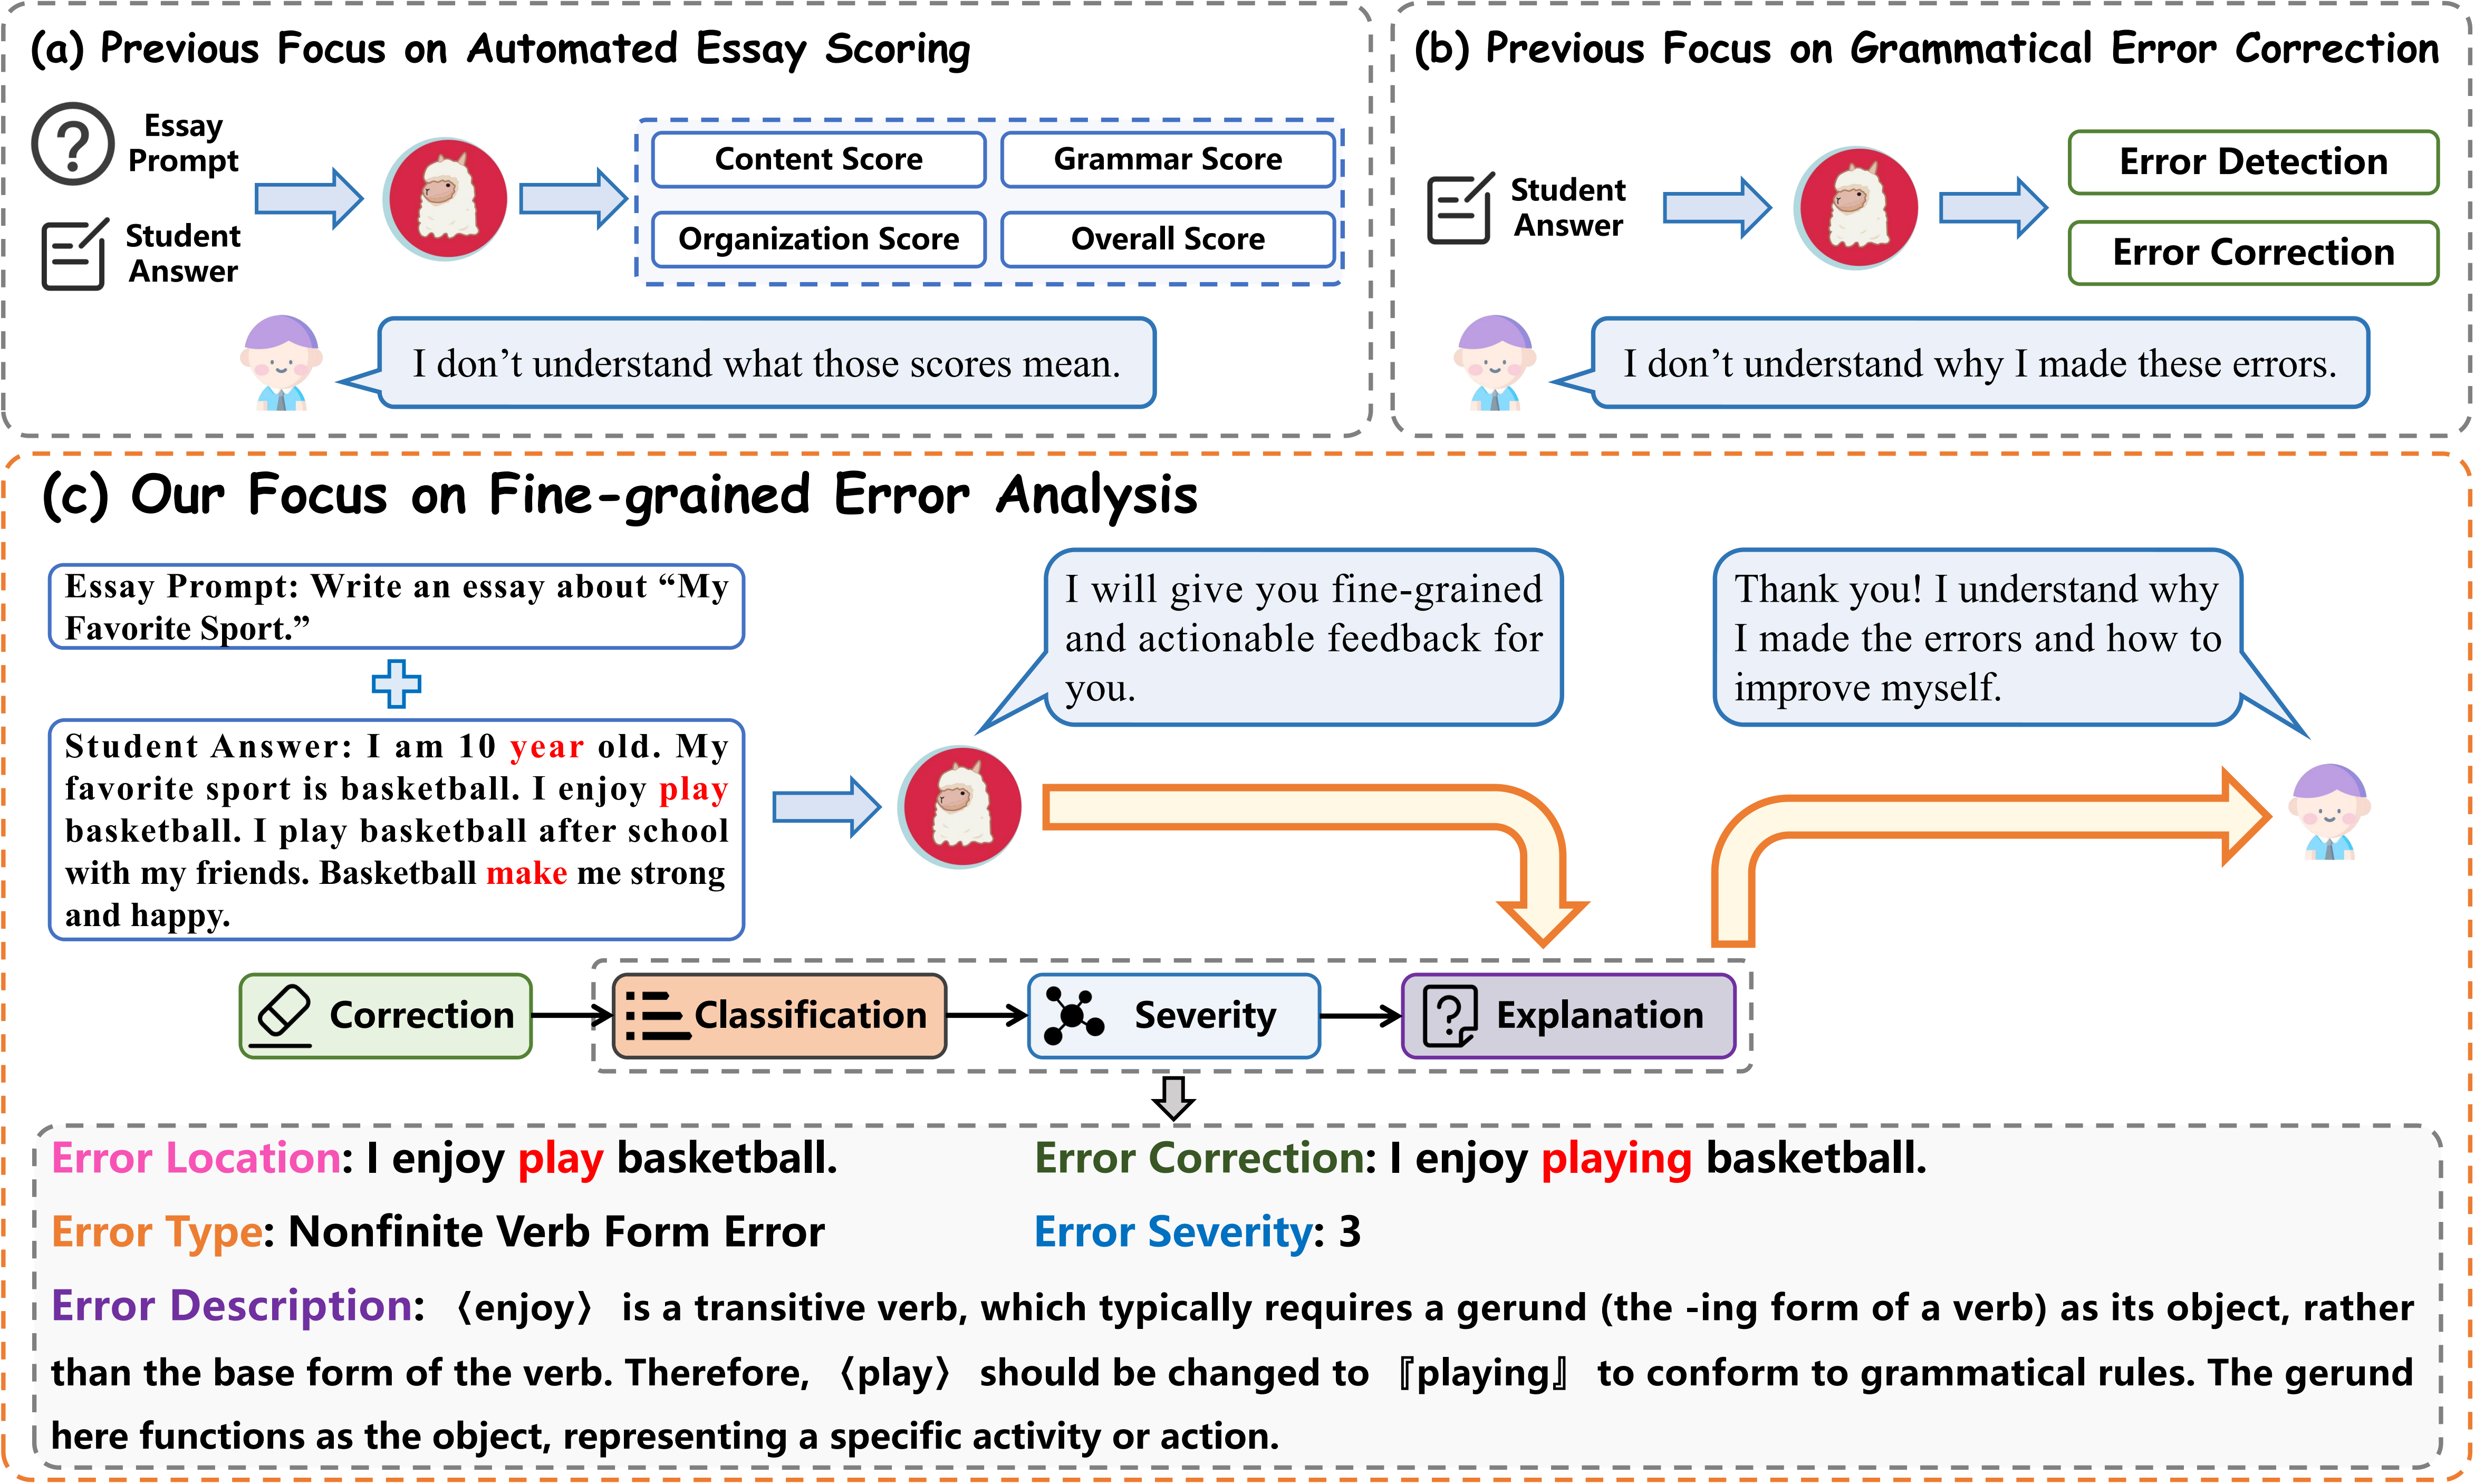 (a) Previous Focus on Automated Essay Scoring
Essay
Prompt
Student
Answer
Content Score
Grammar Score
Organization Score
Overall Score
I don’t understand what those scores mean.
(b) Previous Focus on Grammatical Error Correction
Student
Answer
Error Detection
Error Correction
I don’t understand why I made these errors.
(c) Our Focus on Fine-grained Error Analysis
Essay Prompt: Write an essay about “My
Favorite Sport.”
Student Answer: I am 10 year old. My
favorite sport is basketball. I enjoy play
basketball. I play basketball after school
with my friends. Basketball make me strong
and happy.
I will give you fine-grained
and actionable feedback for
you.
Thank you! I understand why
I made the errors and how to
improve myself.
Correction
Classification
Severity
Explanation
Error Location: I enjoy play basketball.
Error Correction: I enjoy playing basketball.
Error Type: Nonfinite Verb Form Error
Error Severity: 3
Error Description: 〈enjoy〉 is a transitive verb, which typically requires a gerund (the -ing form of a verb) as its object, rather
than the base form of the verb. Therefore, 〈play〉 should be changed to 『playing』 to conform to grammatical rules. The gerund
here functions as the object, representing a specific activity or action.